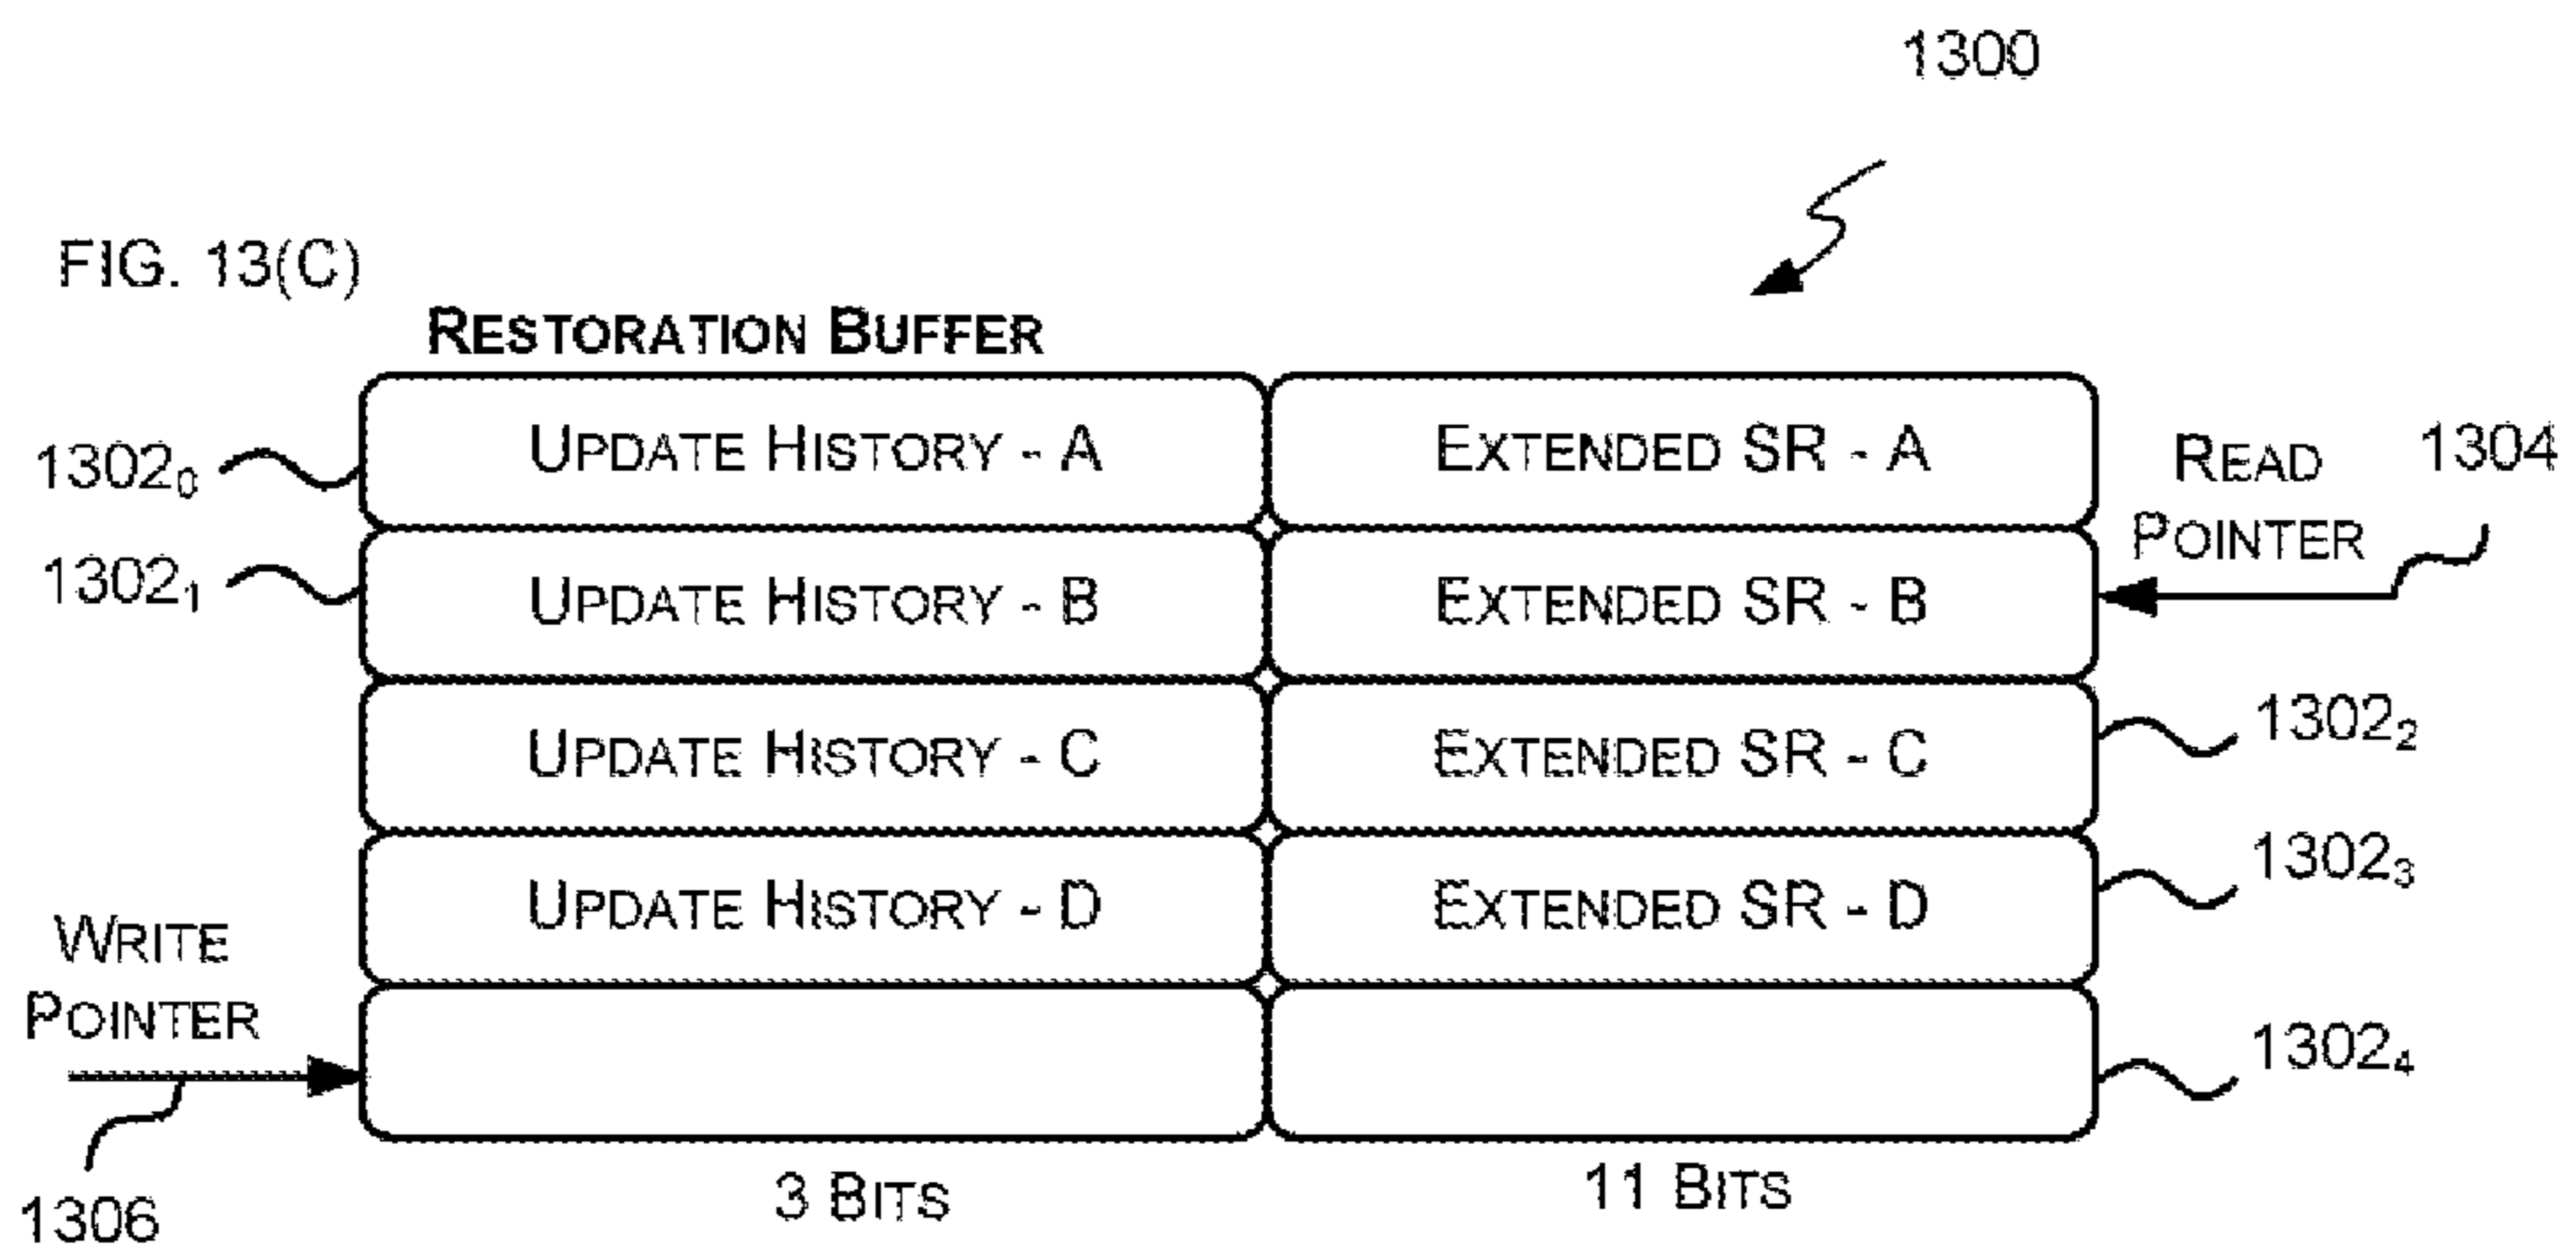 1300
FIG. 13(C)
RESTORATION BUFFER
1302₀ UPDATE HISTORY - A EXTENDED SR - A READ 1304
POINTER
1302₁ UPDATE HISTORY - B EXTENDED SR - B
UPDATE HISTORY - C EXTENDED SR - C 1302₂
UPDATE HISTORY - D EXTENDED SR - D 1302₃
WRITE
POINTER
1302₄
1306
3 BITS 11 BITS